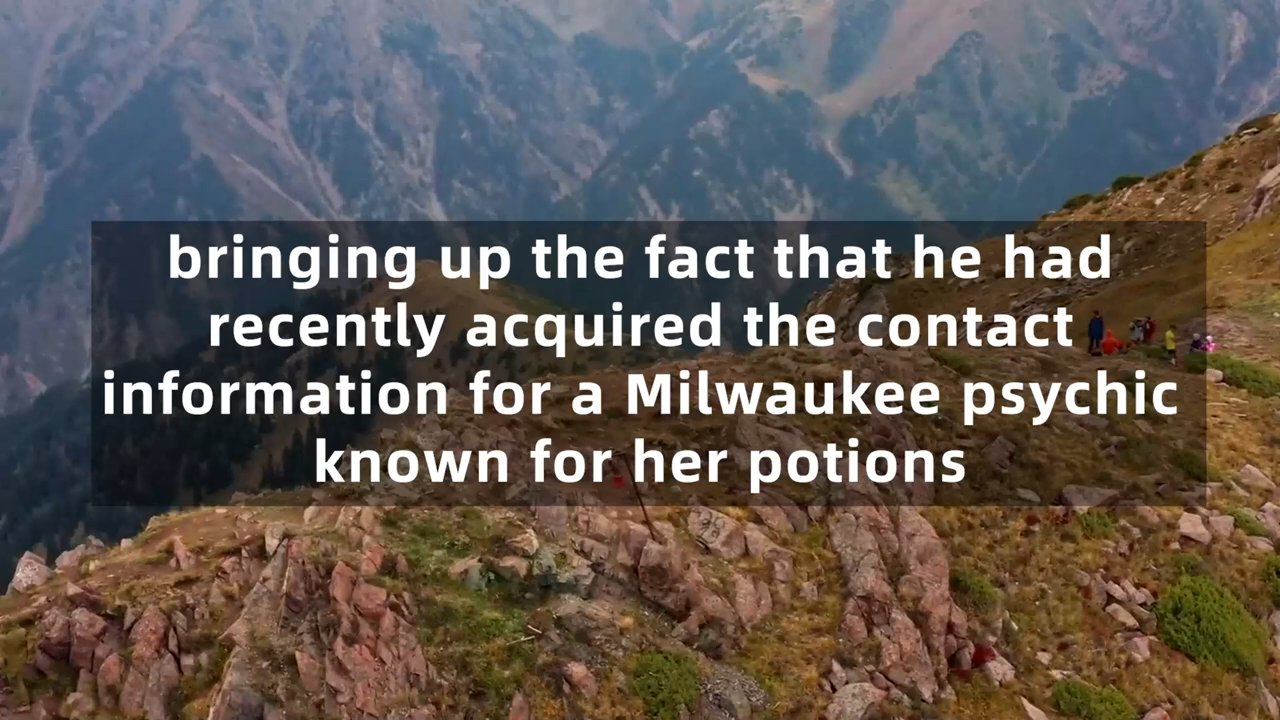 bringing up the fact that he had
recently acquired the contact
information for a Milwaukee psychic
known for her potions